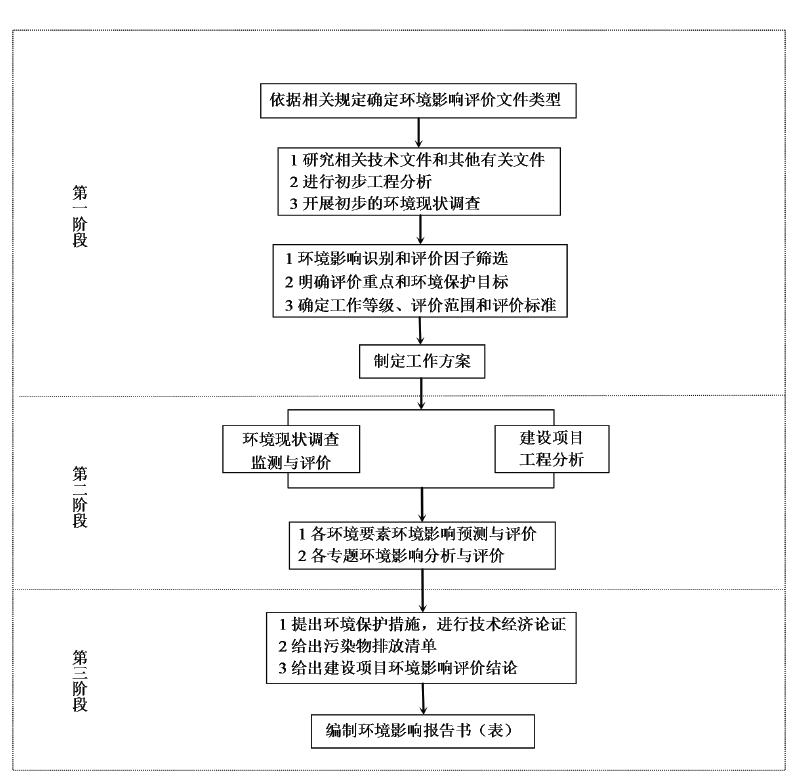 依据相关规定确定环境影响评价文件类型
1 研究相关技术文件和其他有关文件
2 进行初步工程分析
3 开展初步的环境现状调查
第一阶段
1 环境影响识别和评价因子筛选
2 明确评价重点和环境保护目标
3 确定工作等级、评价范围和评价标准
制定工作方案
环境现状调查
监测与评价
建设项目
工程分析
第二阶段
1 各环境要素环境影响预测与评价
2 各专题环境影响分析与评价
1 提出环境保护措施，进行技术经济论证
2 给出污染物排放清单
3 给出建设项目环境影响评价结论
第三阶段
编制环境影响报告书（表）